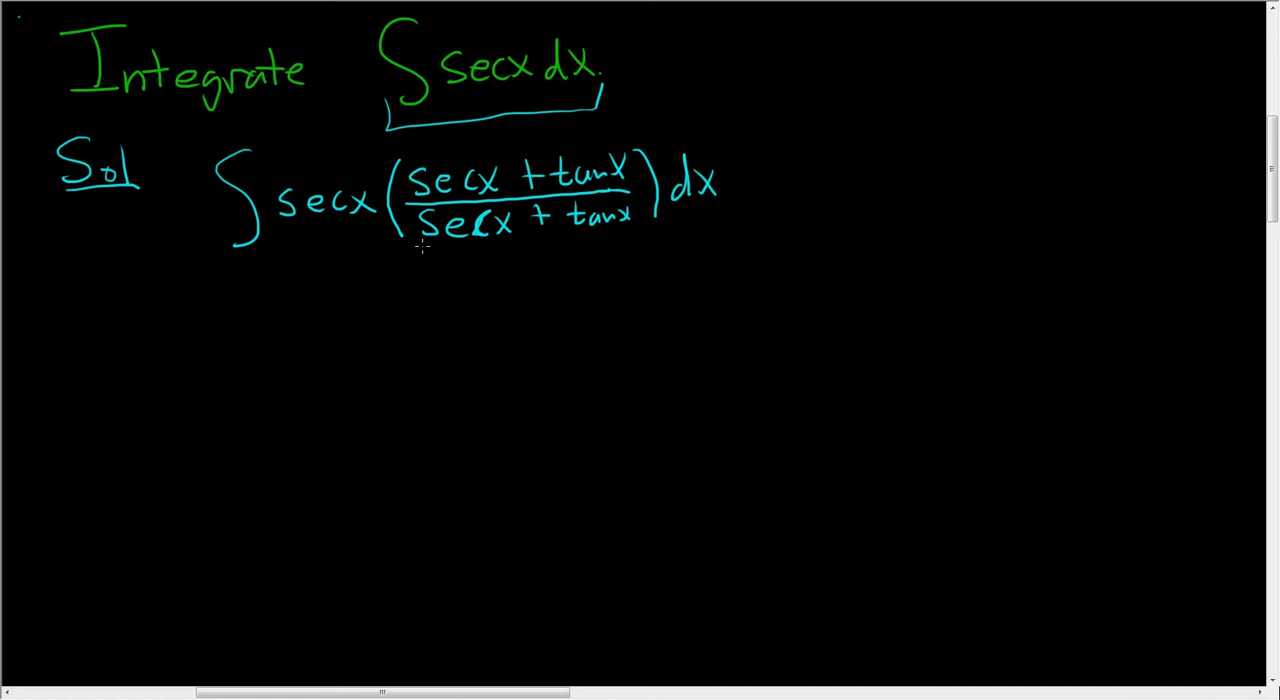 Integrate ∫ secx dx.
Sol ∫ secx (secx + tanx / secx + tanx) dx